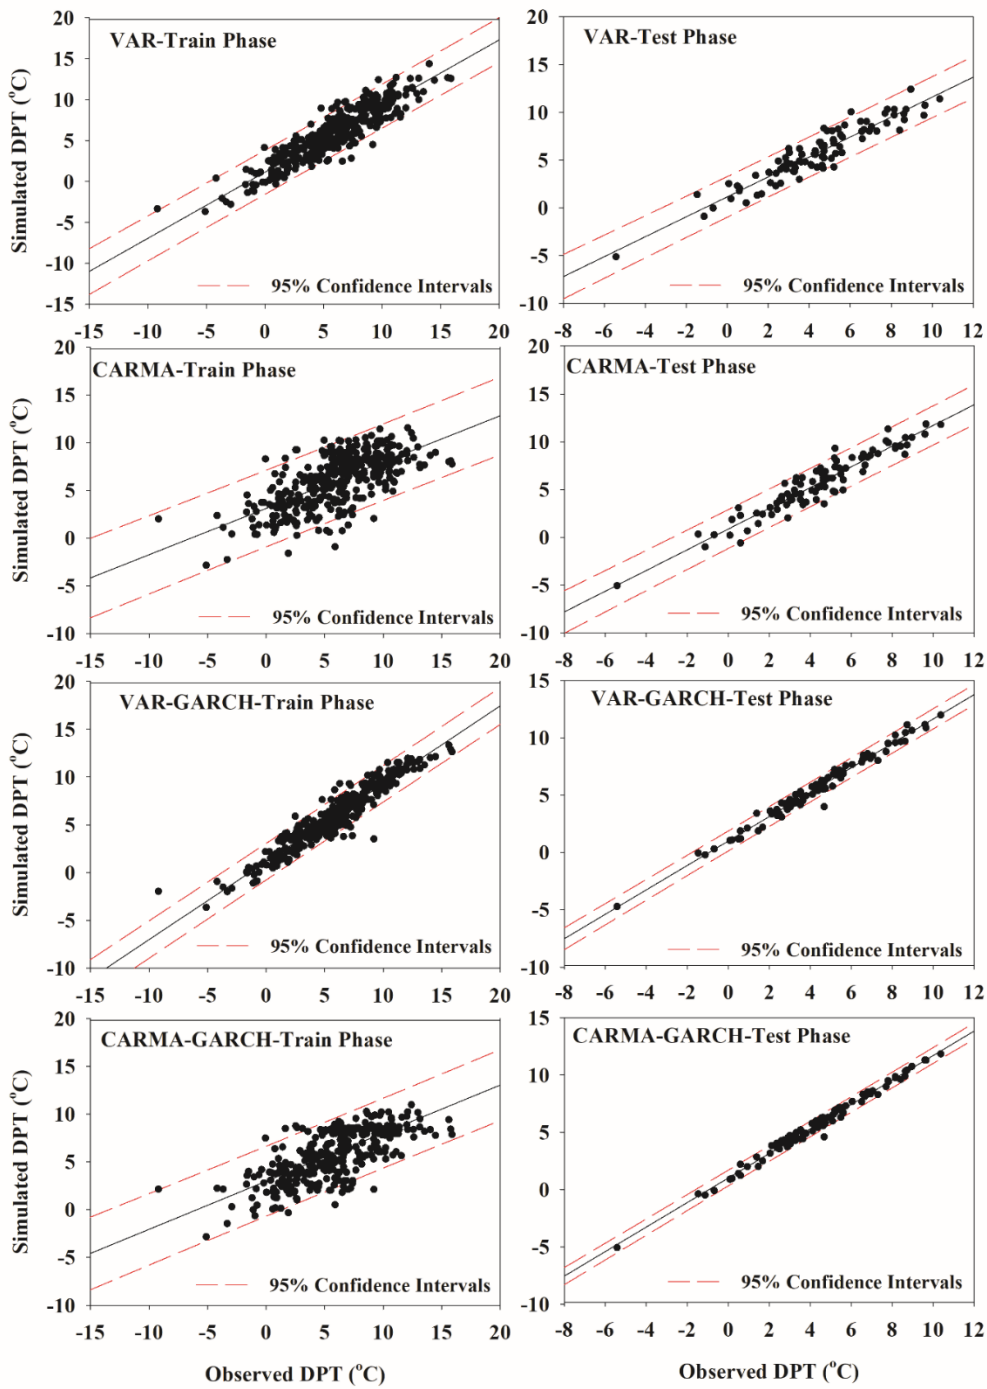 VAR-Train Phase
Simulated DPT (°C)
20
15
10
5
0
-5
-10
-15
95% Confidence Intervals
-15 -10 -5 0 5 10 15 20
VAR-Test Phase
20
15
10
5
0
-5
-10
95% Confidence Intervals
-8 -6 -4 -2 0 2 4 6 8 10 12
CARMA-Train Phase
Simulated DPT (°C)
20
15
10
5
0
-5
-10
95% Confidence Intervals
-15 -10 -5 0 5 10 15 20
CARMA-Test Phase
20
15
10
5
0
-5
-10
95% Confidence Intervals
-8 -6 -4 -2 0 2 4 6 8 10 12
VAR-GARCH-Train Phase
Simulated DPT (°C)
20
15
10
5
0
-5
-10
95% Confidence Intervals
-15 -10 -5 0 5 10 15 20
VAR-GARCH-Test Phase
15
10
5
0
-5
-10
95% Confidence Intervals
-8 -6 -4 -2 0 2 4 6 8 10 12
CARMA-GARCH-Train Phase
Simulated DPT (°C)
20
15
10
5
0
-5
-10
95% Confidence Intervals
-15 -10 -5 0 5 10 15 20
Observed DPT (°C)
CARMA-GARCH-Test Phase
15
10
5
0
-5
-10
95% Confidence Intervals
-8 -6 -4 -2 0 2 4 6 8 10 12
Observed DPT (°C)